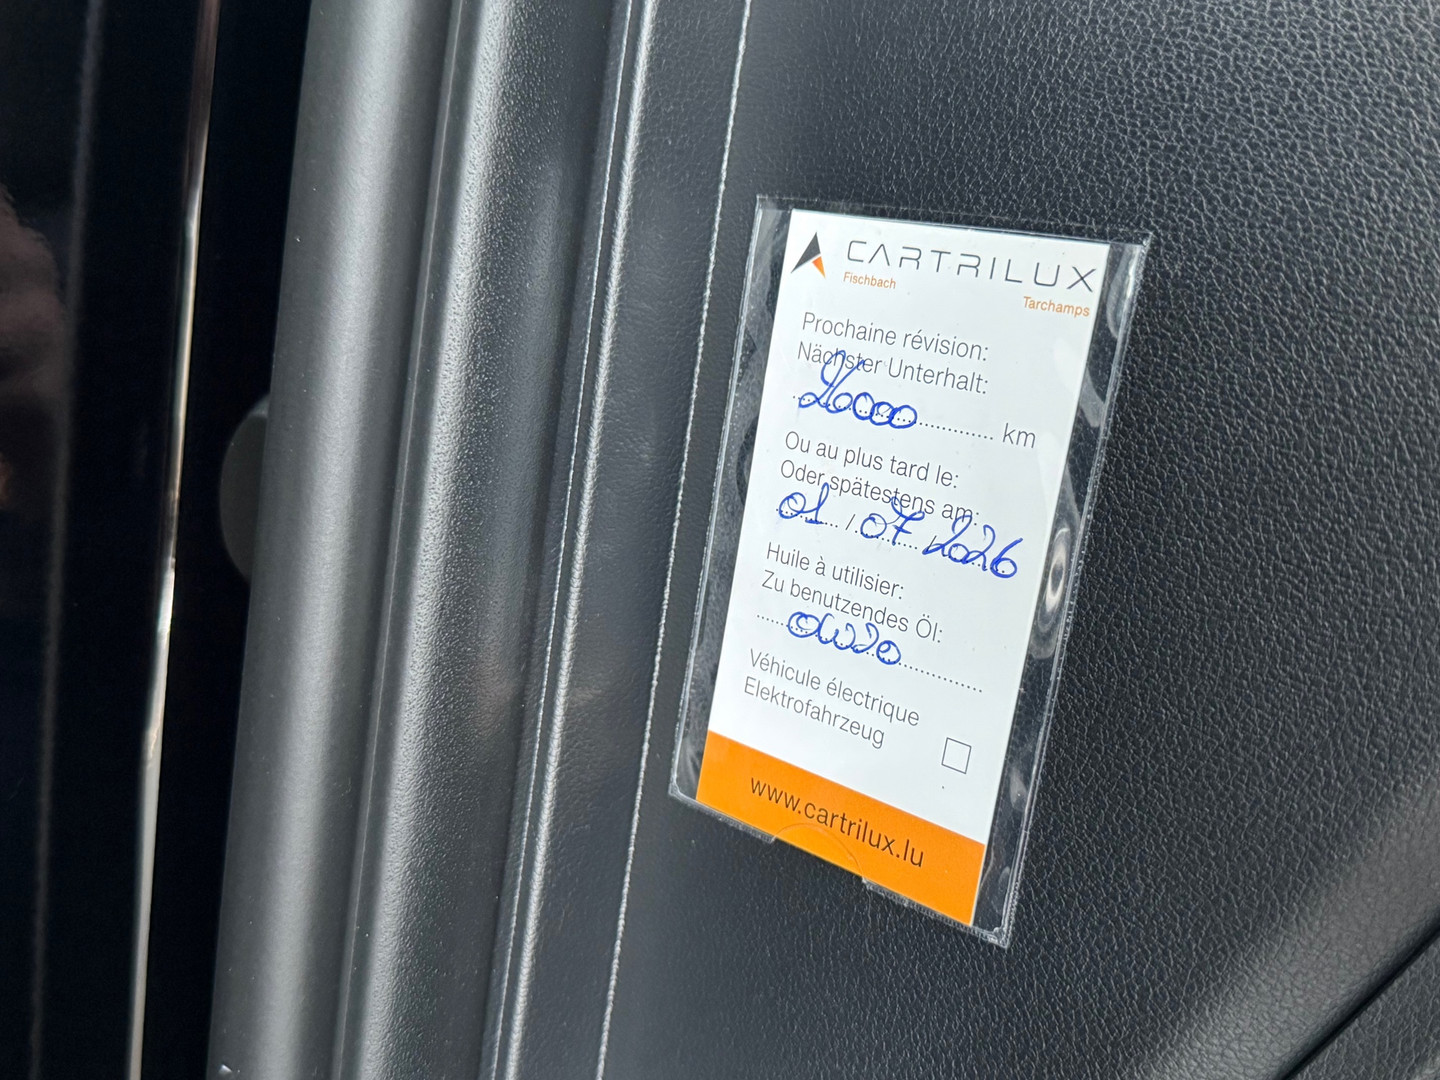 CARTRILUX
Fischbach Tarchamps
Prochaine révision:
Nächster Unterhalt:
26000 km
Ou au plus tard le:
Oder spätestens am:
01 / 07 / 2026
Huile à utilisier:
Zu benutzendes Öl:
0W20
Véhicule électrique
Elektrofahrzeug
www.cartrilux.lu